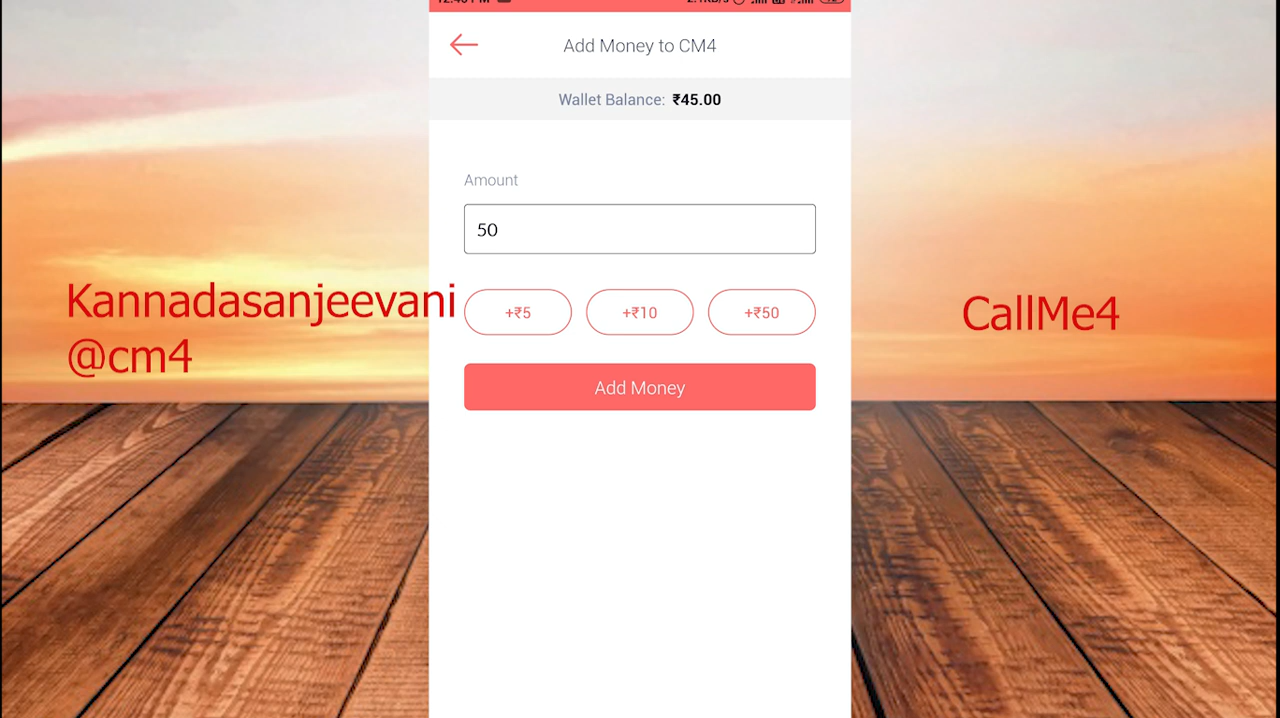 Add Money to CM4
Wallet Balance: ₹45.00
Amount
50
Kannadasanjeevani
@cm4
+₹5
+₹10
+₹50
CallMe4
Add Money